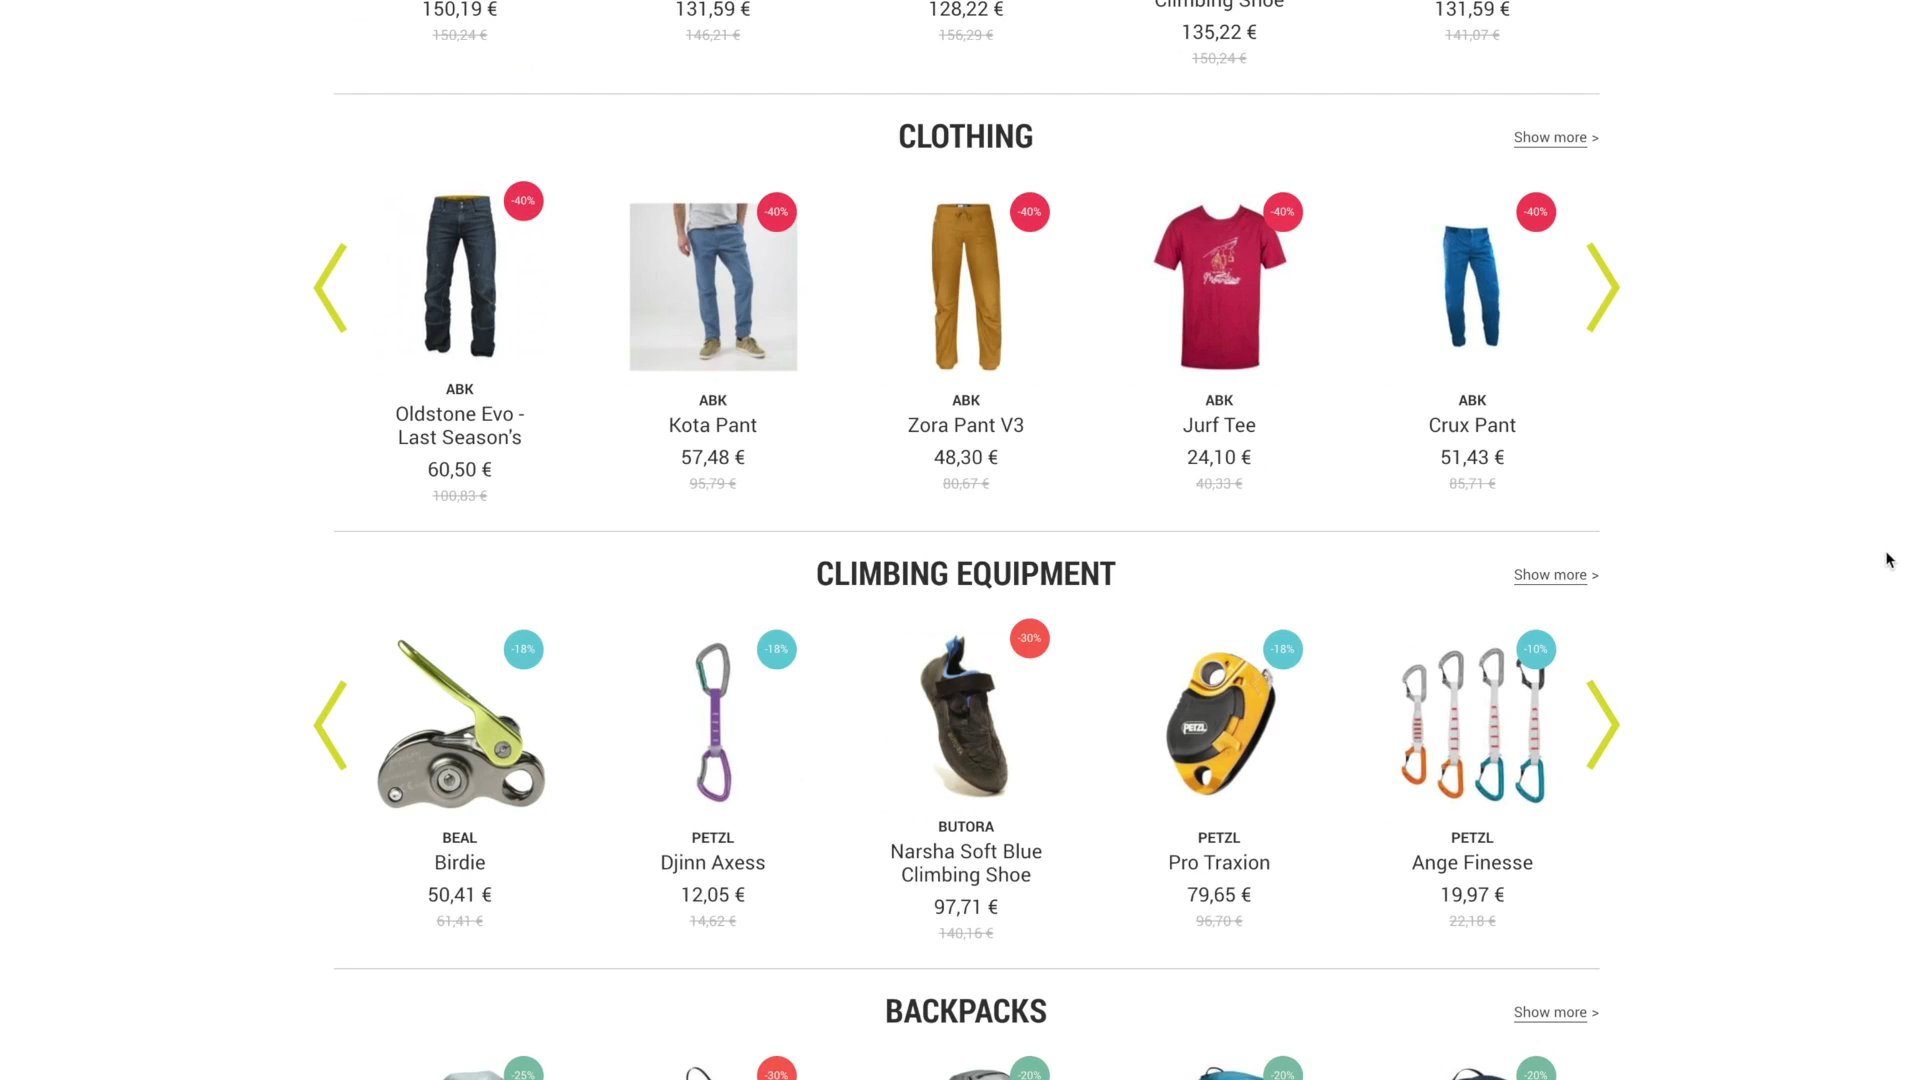 150,19 €
150,24 €
131,59 €
146,21 €
128,22 €
156,29 €
Climbing Shoe
135,22 €
150,24 €
131,59 €
141,07 €
CLOTHING
Show more >
-40%
ABK
Oldstone Evo -
Last Season's
60,50 €
100,83 €
-40%
ABK
Kota Pant
57,48 €
95,79 €
-40%
ABK
Zora Pant V3
48,30 €
80,67 €
-40%
ABK
Jurf Tee
24,10 €
40,33 €
-40%
ABK
Crux Pant
51,43 €
85,71 €
CLIMBING EQUIPMENT
Show more >
-18%
BEAL
Birdie
50,41 €
61,41 €
-18%
PETZL
Djinn Axess
12,05 €
14,62 €
-30%
BUTORA
Narsha Soft Blue
Climbing Shoe
97,71 €
140,16 €
-18%
PETZL
PETZL
Pro Traxion
79,65 €
96,70 €
-10%
PETZL
Ange Finesse
19,97 €
22,18 €
BACKPACKS
Show more >
-25%
-30%
-20%
-20%
-20%